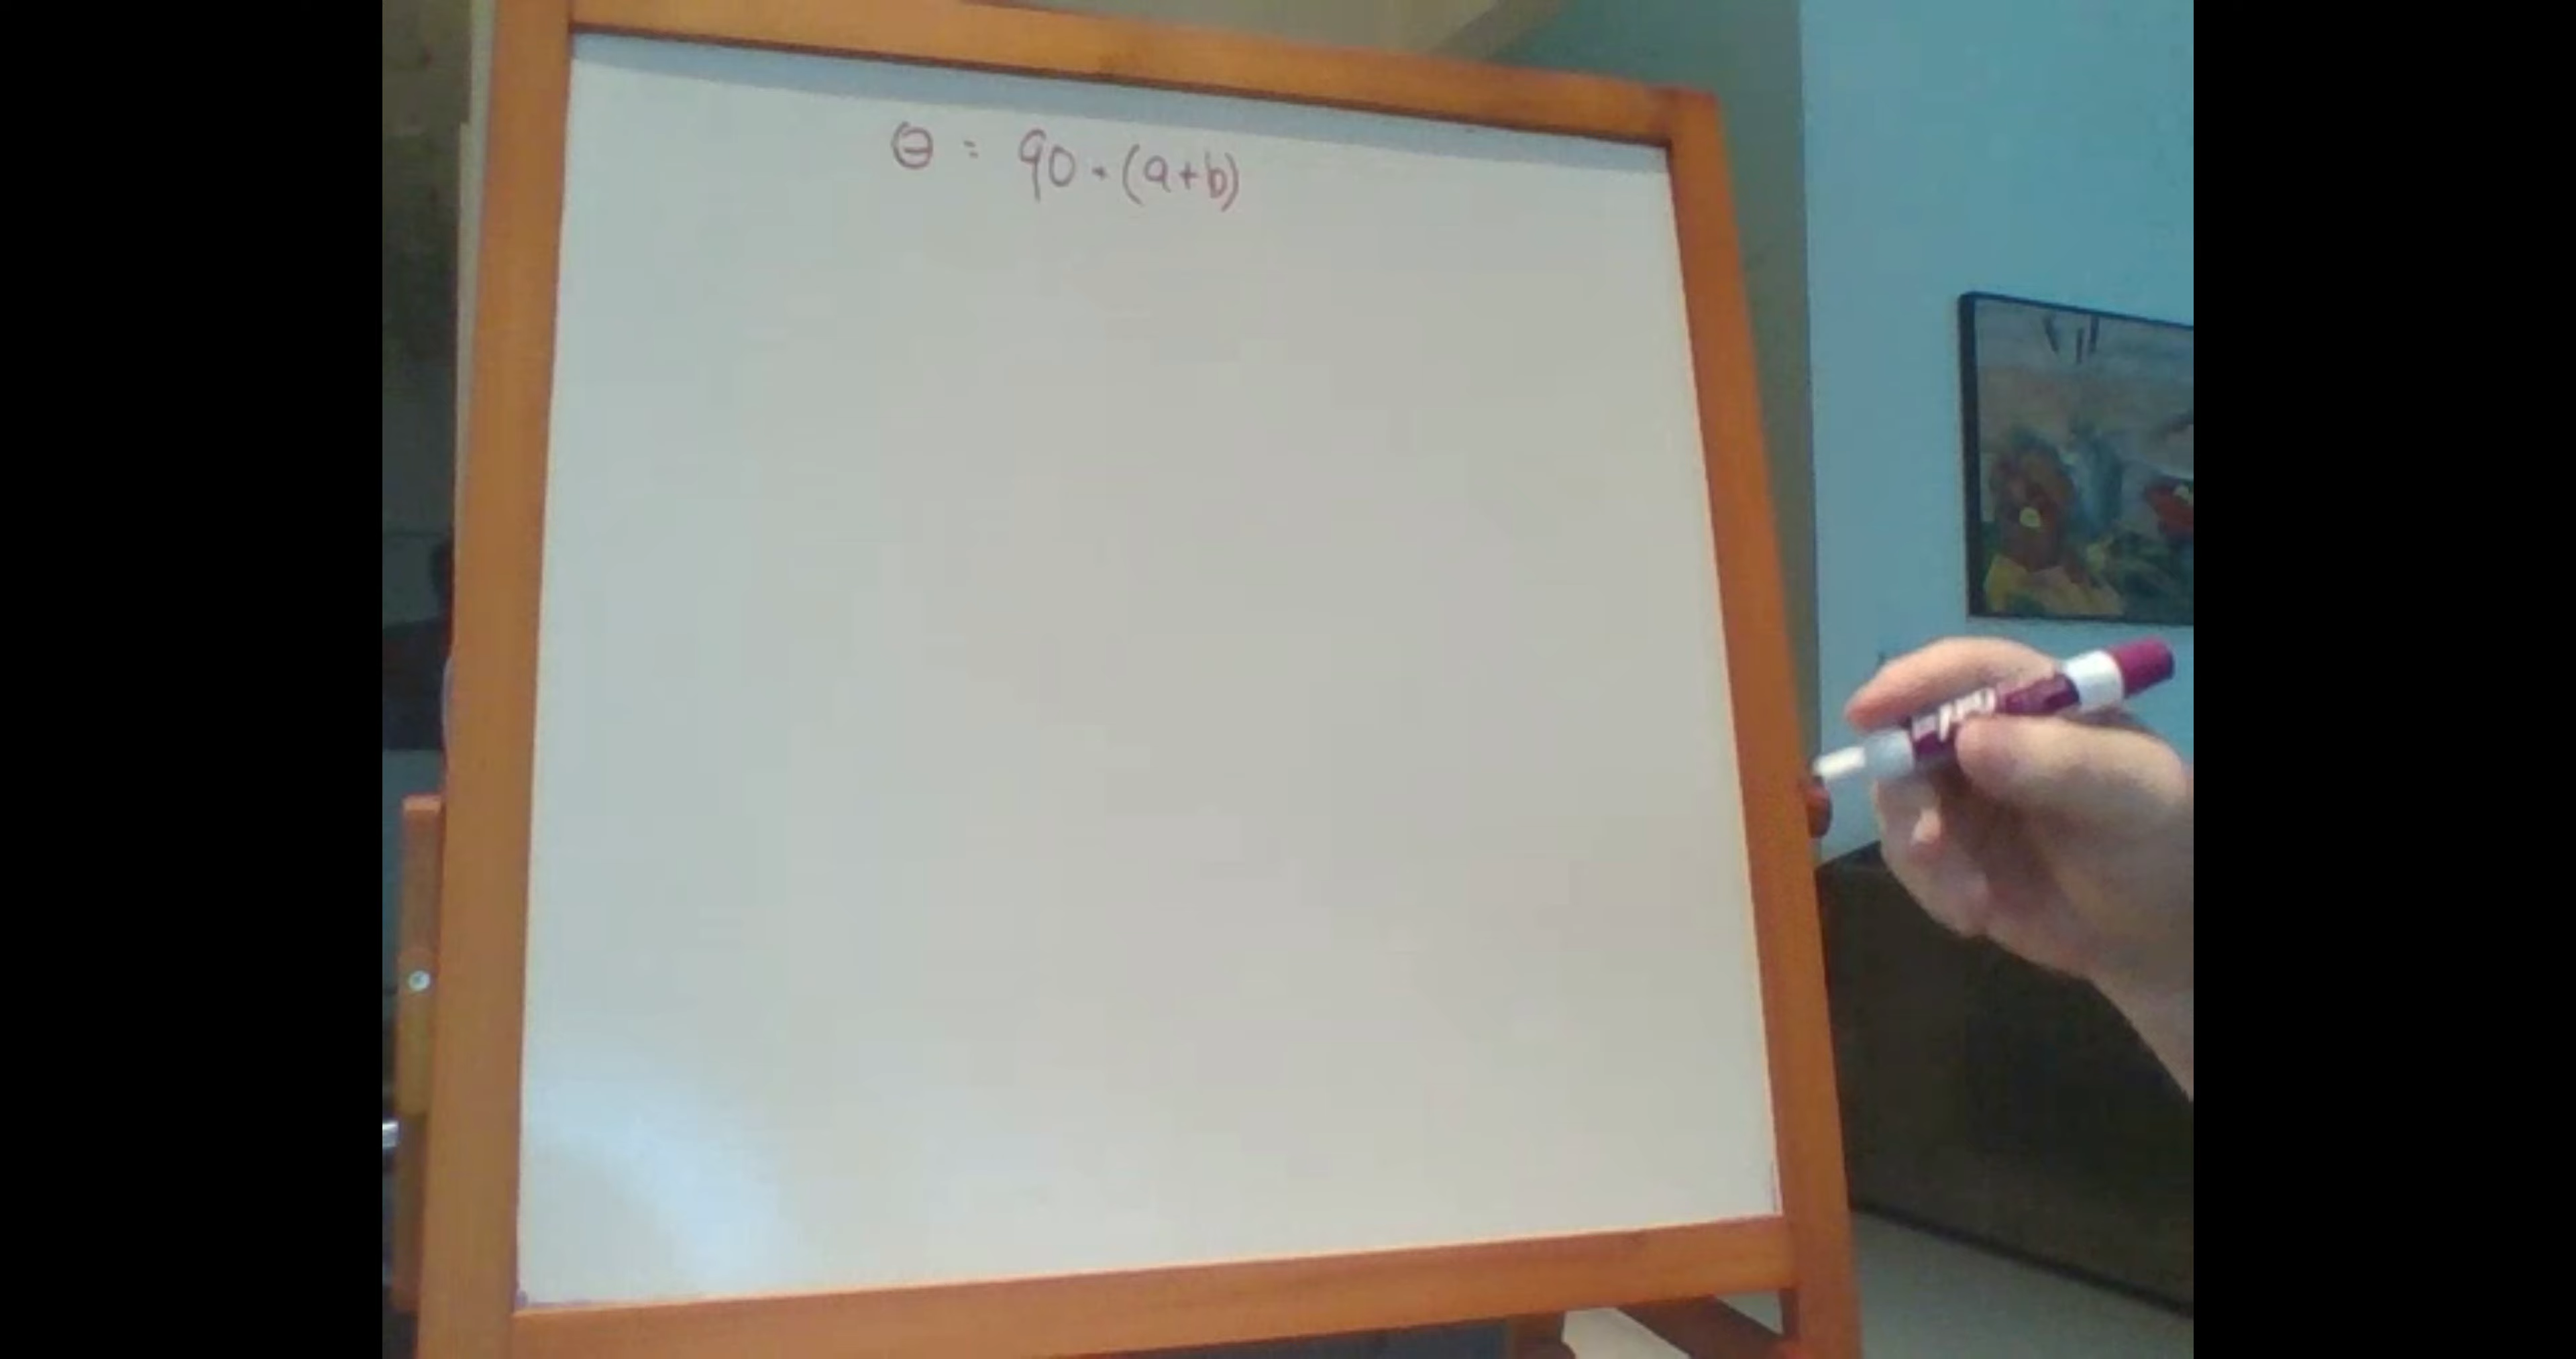 θ = 90 - (a+b)